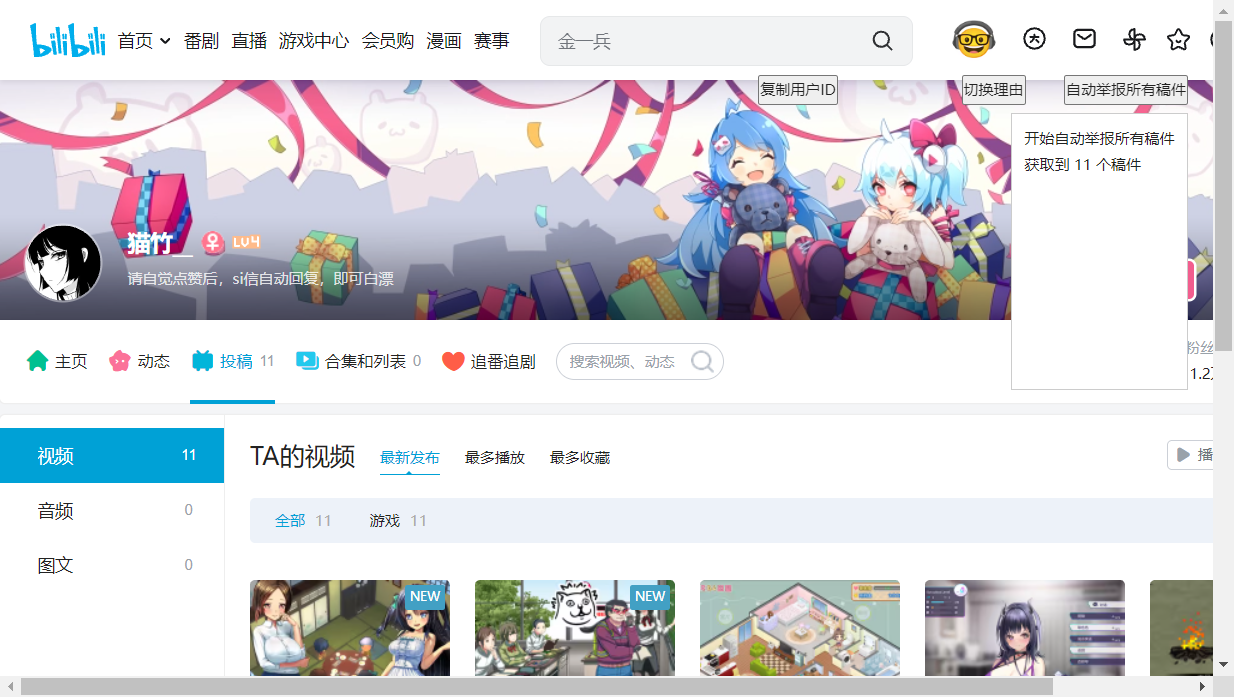 bilibili 首页 番剧 直播 游戏中心 会员购 漫画 赛事 金一兵
复制用户ID 切换理由 自动举报所有稿件
开始自动举报所有稿件
获取到 11 个稿件
猫竹__ LV4
请自觉点赞后，si信自动回复，即可白漂
主页 动态 投稿 11 合集和列表 0 追番追剧 搜索视频、动态 粉丝
1.2
视频 11
TA的视频 最新发布 最多播放 最多收藏 播
音频 0
全部 11 游戏 11
图文 0
NEW NEW